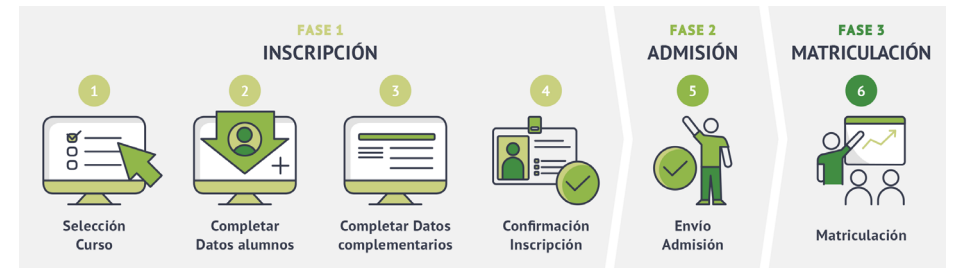 FASE 1
INSCRIPCIÓN
1
2
3
4
Selección
Curso
Completar
Datos alumnos
Completar Datos
complementarios
Confirmación
Inscripción
FASE 2
ADMISIÓN
5
Envío
Admisión
FASE 3
MATRICULACIÓN
6
Matriculación